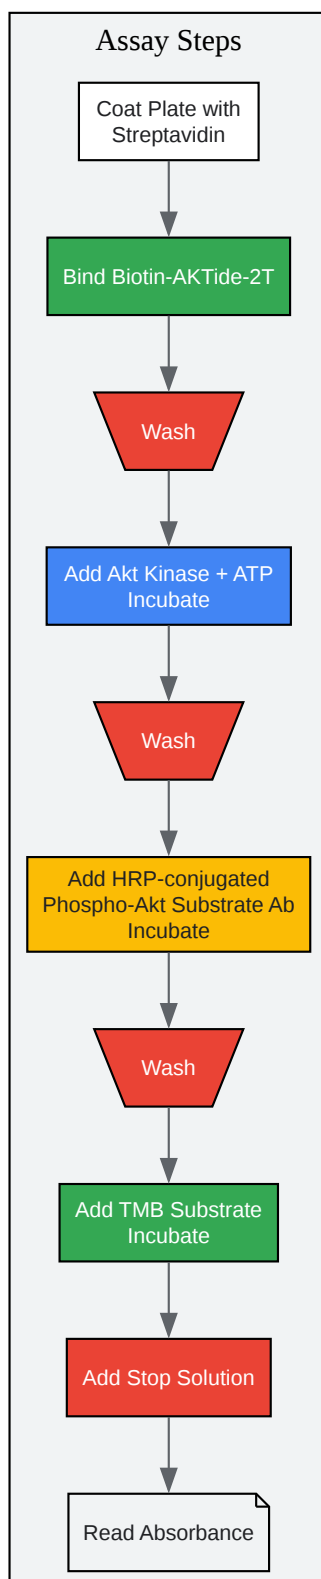 Assay Steps
Coat Plate with
Streptavidin
Bind Biotin-AKTide-2T
Wash
Add Akt Kinase + ATP
Incubate
Wash
Add HRP-conjugated
Phospho-Akt Substrate Ab
Incubate
Wash
Add TMB Substrate
Incubate
Add Stop Solution
Read Absorbance